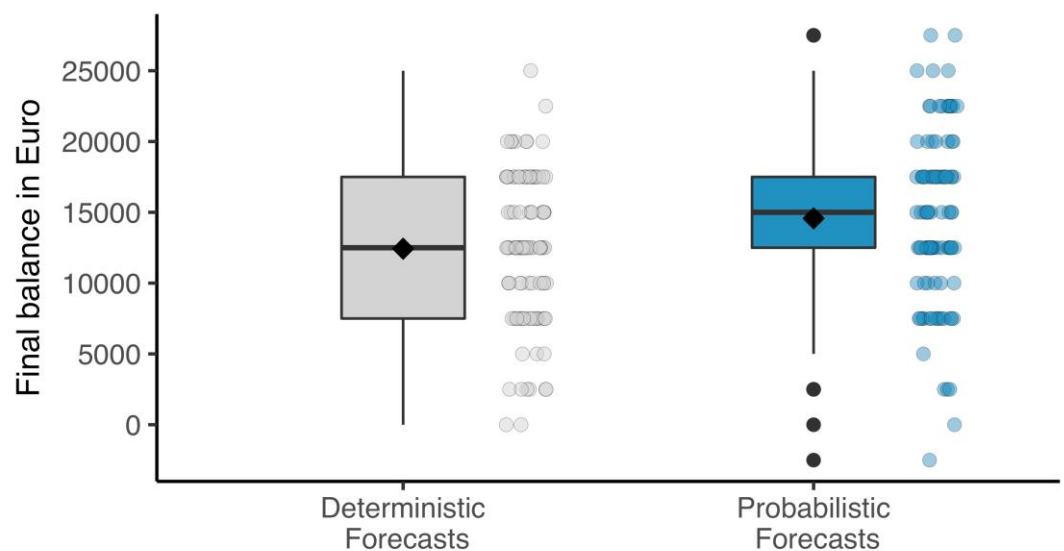 Final balance in Euro
25000
20000
15000
10000
5000
0
Deterministic
Forecasts
Probabilistic
Forecasts